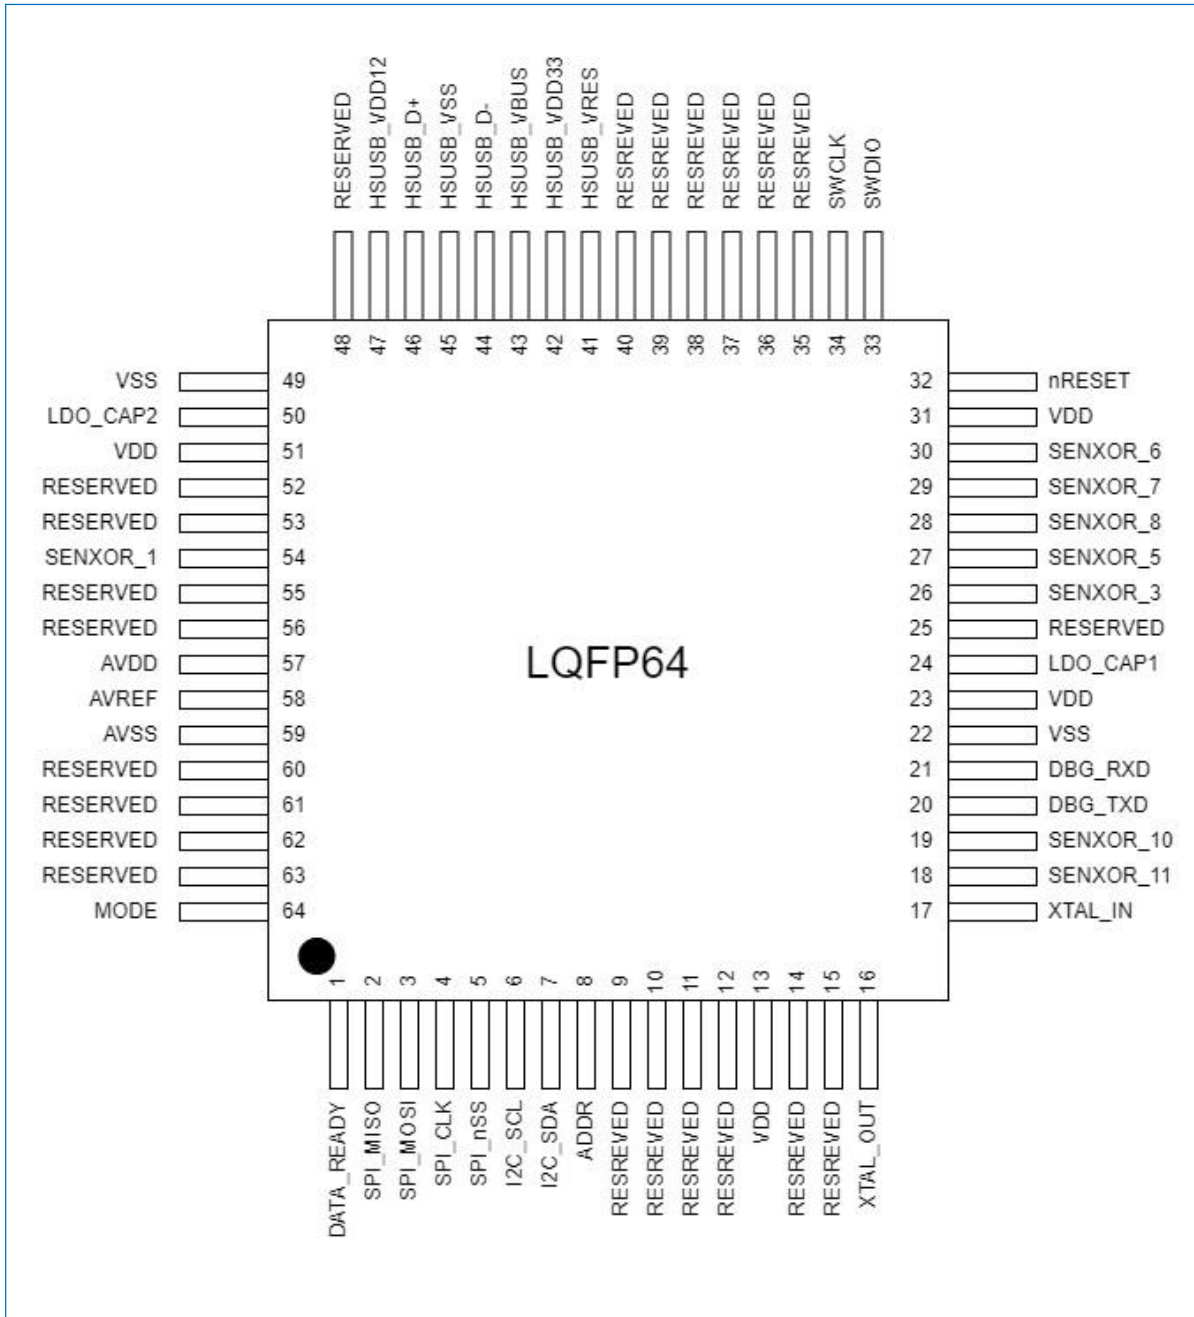 RESERVED
HSUSB_VDD12
HSUSB_D+
HSUSB_VSS
HSUSB_D-
HSUSB_VBUS
HSUSB_VDD33
HSUSB_VRES
RESREVED
RESREVED
RESREVED
RESREVED
RESREVED
RESREVED
SWCLK
SWDIO
48 47 46 45 44 43 42 41 40 39 38 37 36 35 34 33
VSS 49 32 nRESET
LDO_CAP2 50 31 VDD
VDD 51 30 SENXOR_6
RESERVED 52 29 SENXOR_7
RESERVED 53 28 SENXOR_8
SENXOR_1 54 27 SENXOR_5
RESERVED 55 26 SENXOR_3
RESERVED 56 25 RESERVED
LQFP64
AVDD 57 24 LDO_CAP1
AVREF 58 23 VDD
AVSS 59 22 VSS
RESERVED 60 21 DBG_RXD
RESERVED 61 20 DBG_TXD
RESERVED 62 19 SENXOR_10
RESERVED 63 18 SENXOR_11
MODE 64 17 XTAL_IN
1 2 3 4 5 6 7 8 9 10 11 12 13 14 15 16
DATA_READY
SPI_MISO
SPI_MOSI
SPI_CLK
SPI_nSS
I2C_SCL
I2C_SDA
ADDR
RESREVED
RESREVED
RESREVED
RESREVED
VDD
RESREVED
RESREVED
XTAL_OUT